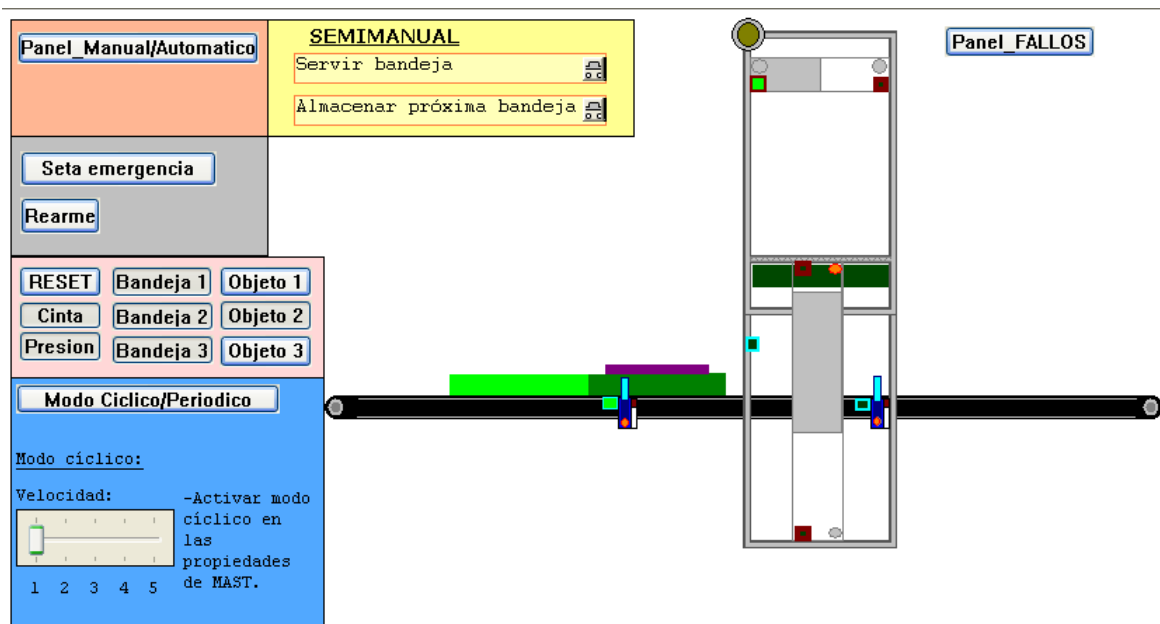 Panel_Manual/Automatico
SEMIMANUAL
Servir bandeja
Almacenar próxima bandeja
Panel_FALLOS
Seta emergencia
Rearme
RESET
Bandeja 1
Objeto 1
Cinta
Bandeja 2
Objeto 2
Presion
Bandeja 3
Objeto 3
Modo Ciclico/Periodico
Modo cíclico:
Velocidad:
1 2 3 4 5
-Activar modo
cíclico en
las
propiedades
de MAST.